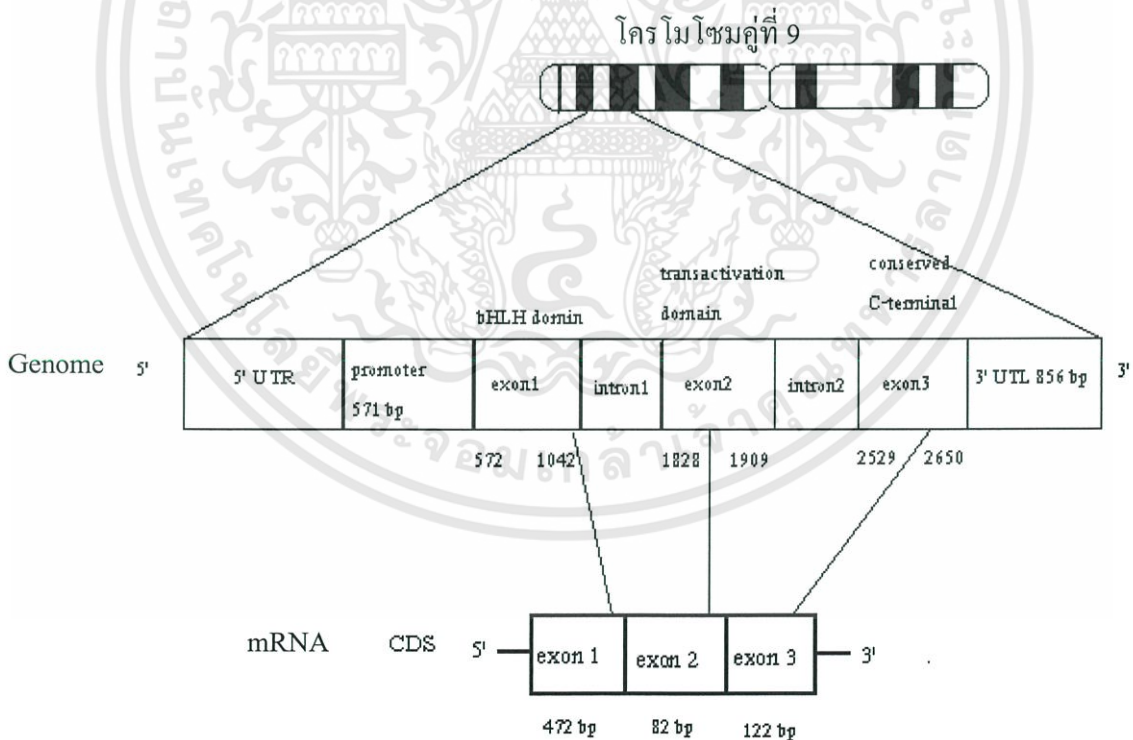 โครโมโซมคู่ที่ 9
transactivation
domain
conserved
C-terminal
bHLH domin
Genome 5' 5' UTR promoter exon1 intron1 exon2 intron2 exon3 3' UTL 856 bp 3'
571 bp
572 1042 1828 1909 2529 2650
mRNA CDS 5' exon 1 exon 2 exon 3 3'
472 bp 82 bp 122 bp